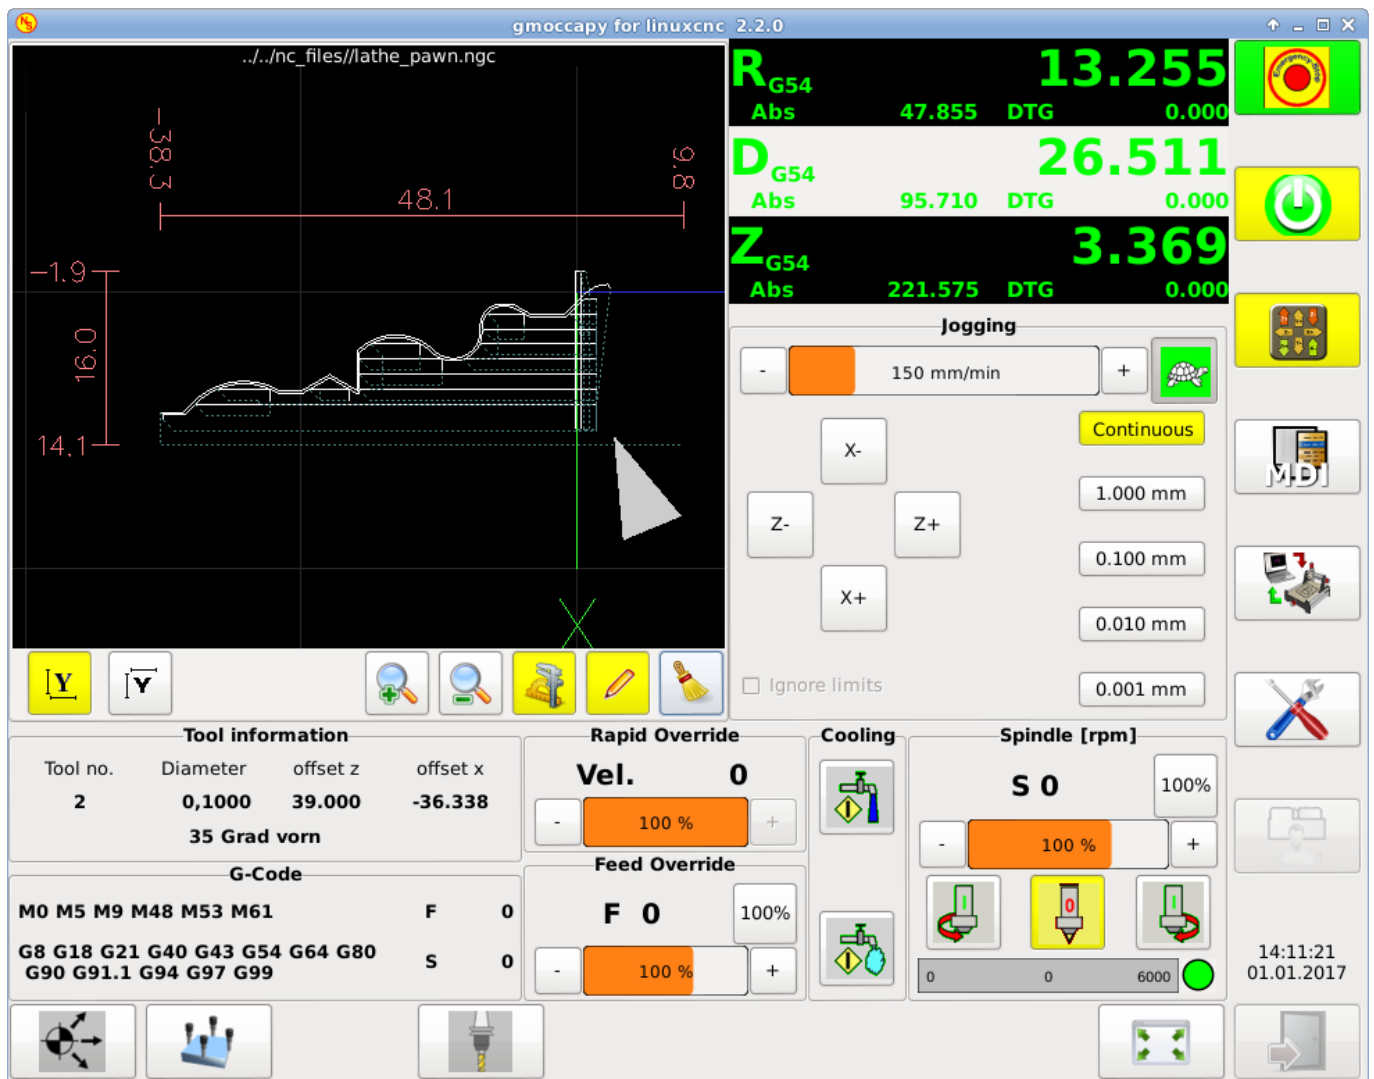 gmoccapy for linuxcnc 2.2.0
../../nc_files//lathe_pawn.ngc
-38.3
9.8
48.1
-1.9
16.0
14.1
X
R G54 13.255
Abs 47.855 DTG 0.000
D G54 26.511
Abs 95.710 DTG 0.000
Z G54 3.369
Abs 221.575 DTG 0.000
Emergency-Stop
Jogging
- 150 mm/min +
Continuous
X-
1.000 mm
Z- Z+
0.100 mm
X+
0.010 mm
Ignore limits
0.001 mm
MDI
Y Y
Tool information
Tool no. Diameter offset z offset x
2 0,1000 39.000 -36.338
35 Grad vorn
G-Code
M0 M5 M9 M48 M53 M61 F 0
G8 G18 G21 G40 G43 G54 G64 G80
G90 G91.1 G94 G97 G99
S 0
Rapid Override
Vel. 0
- 100 % +
Feed Override
F 0 100%
- 100 % +
Cooling
Spindle [rpm]
S 0 100%
- 100 % +
I 0 I
0 0 6000
14:11:21
01.01.2017